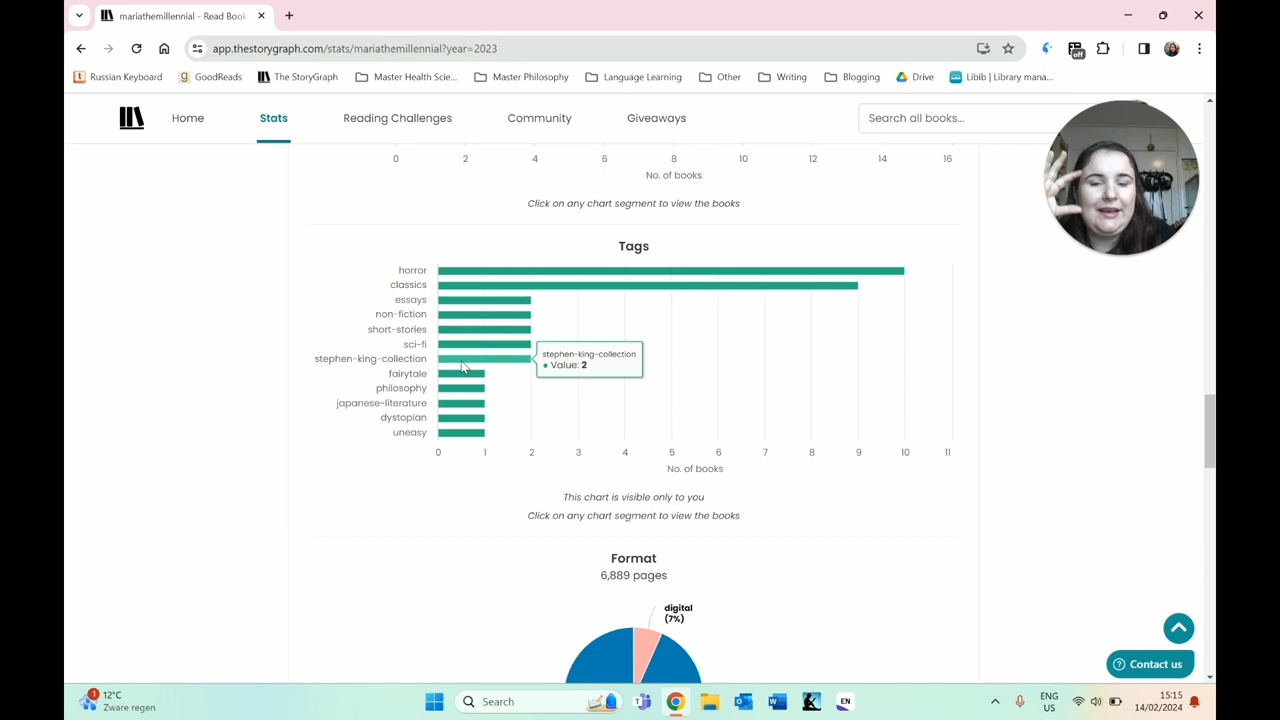 mariathemillennial - Read Book
app.thestorygraph.com/stats/mariathemillennial?year=2023
off
Russian Keyboard
GoodReads
The StoryGraph
Master Health Scie...
Master Philosophy
Language Learning
Other
Writing
Blogging
Drive
Libib | Library mana...
Home
Stats
Reading Challenges
Community
Giveaways
Search all books...
0 2 4 6 8 10 12 14 16
No. of books
Click on any chart segment to view the books
Tags
horror
classics
essays
non-fiction
short-stories
sci-fi
stephen-king-collection
stephen-king-collection
Value: 2
fairytale
philosophy
japanese-literature
dystopian
uneasy
0 1 2 3 4 5 6 7 8 9 10 11
No. of books
This chart is visible only to you
Click on any chart segment to view the books
Format
6,889 pages
digital
(7%)
Contact us
1
12°C
Zware regen
Search
EN
ENG
US
15:15
14/02/2024